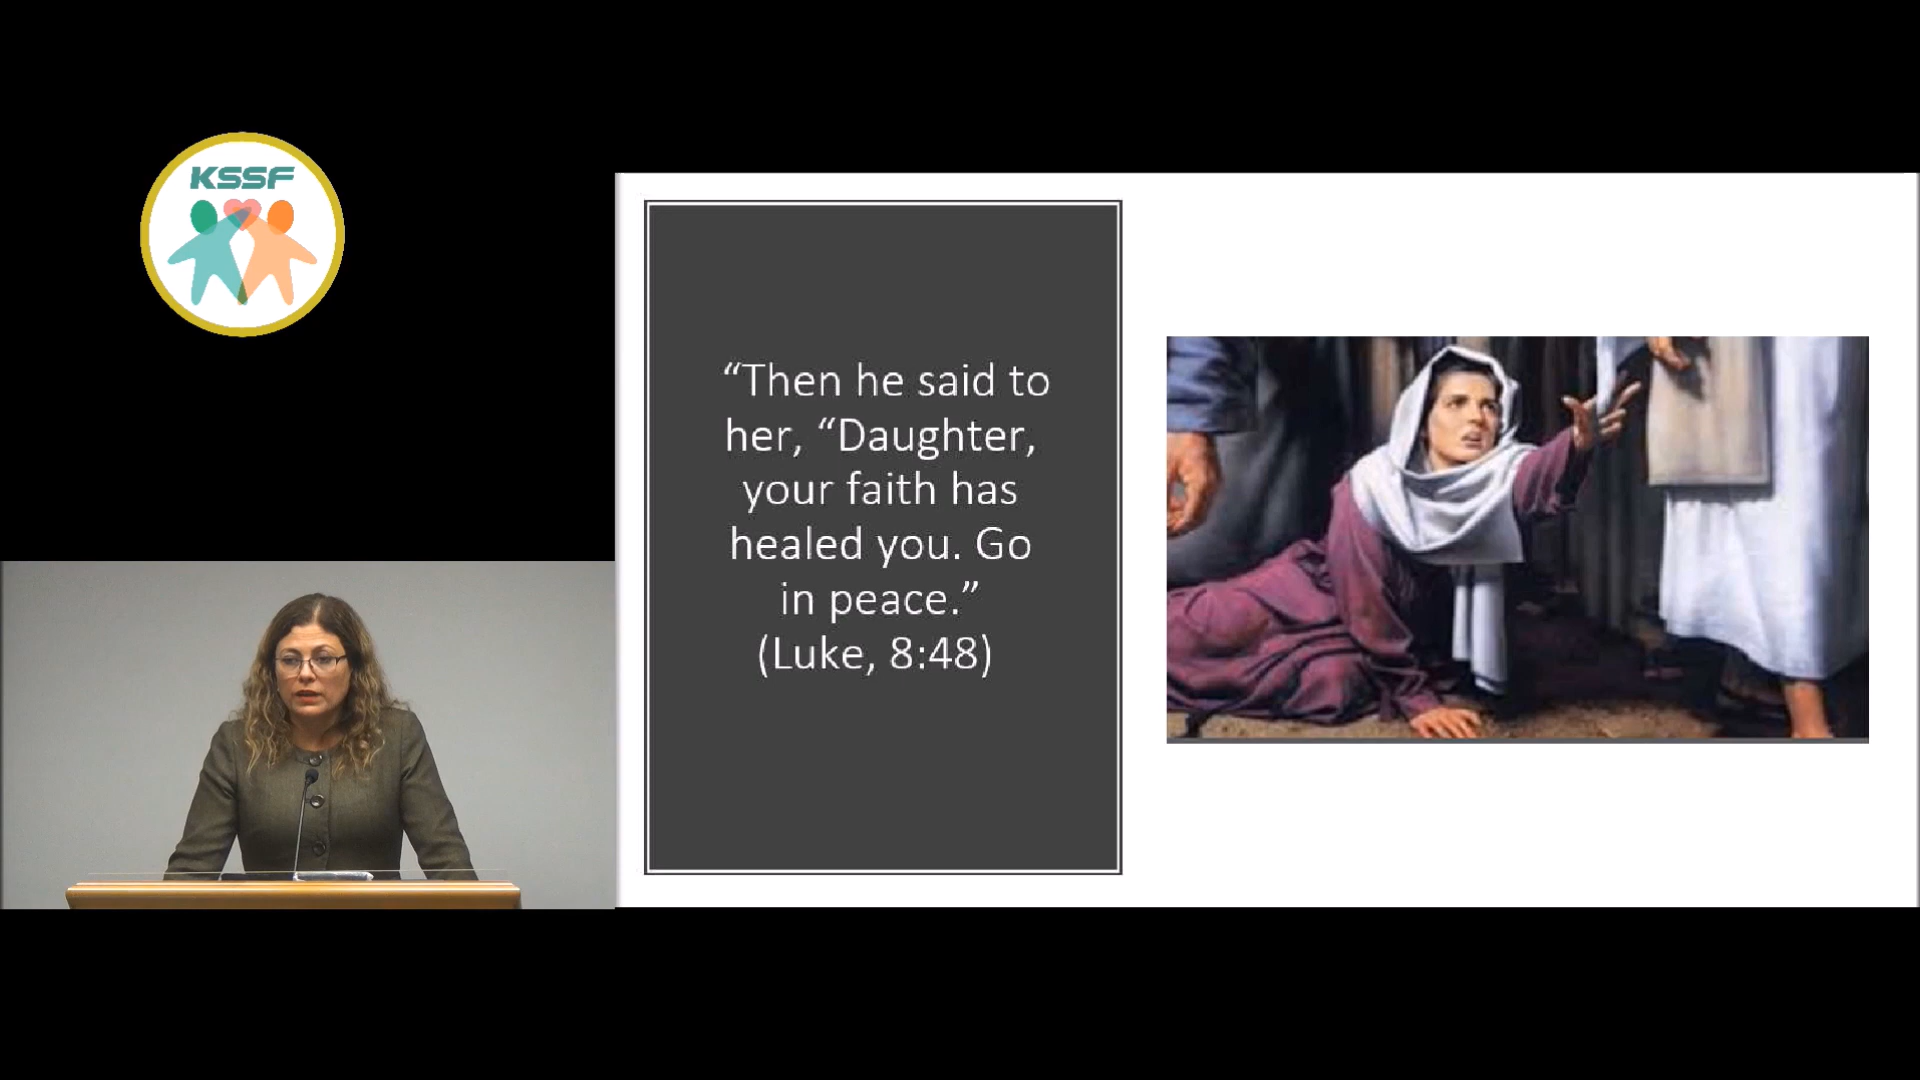 KSSF
“Then he said to
her, “Daughter,
your faith has
healed you. Go
in peace.”
(Luke, 8:48)